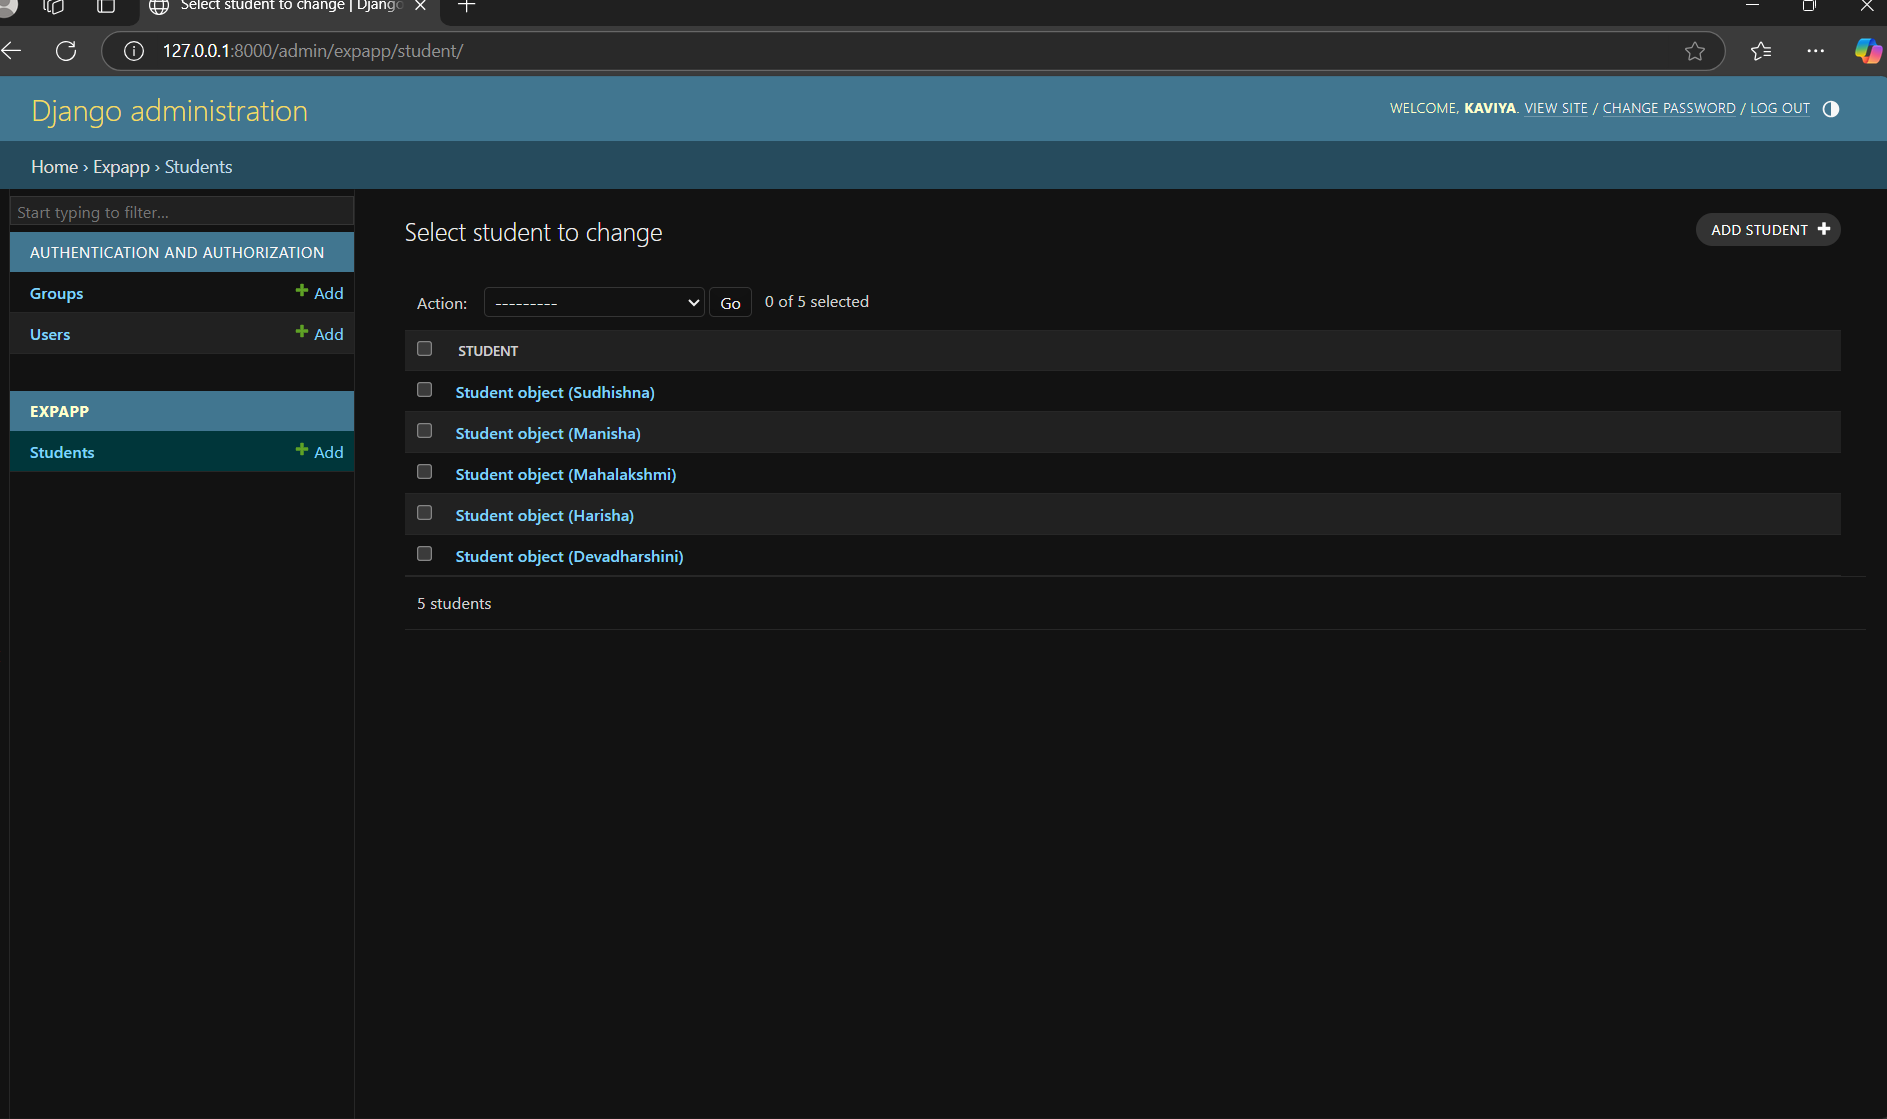 Select student to change | Django
127.0.0.1:8000/admin/expapp/student/
Django administration
WELCOME, KAVIYA. VIEW SITE / CHANGE PASSWORD / LOG OUT
Home › Expapp › Students
Start typing to filter...
AUTHENTICATION AND AUTHORIZATION
Groups + Add
Users + Add
EXPAPP
Students + Add
Select student to change
ADD STUDENT +
Action: --------- Go 0 of 5 selected
STUDENT
Student object (Sudhishna)
Student object (Manisha)
Student object (Mahalakshmi)
Student object (Harisha)
Student object (Devadharshini)
5 students